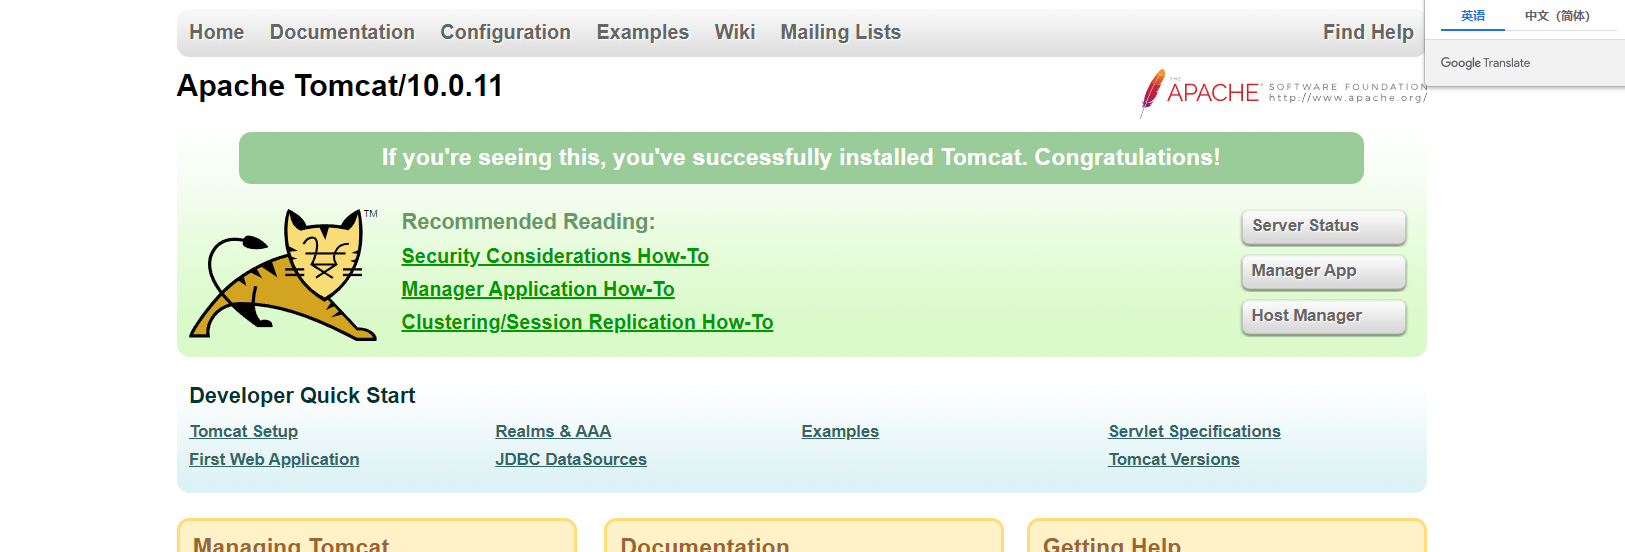 Home Documentation Configuration Examples Wiki Mailing Lists Find Help
英语 中文（简体）
Google Translate
Apache Tomcat/10.0.11
THE
APACHE® SOFTWARE FOUNDATION
http://www.apache.org/
If you're seeing this, you've successfully installed Tomcat. Congratulations!
TM
Recommended Reading:
Security Considerations How-To
Manager Application How-To
Clustering/Session Replication How-To
Server Status
Manager App
Host Manager
Developer Quick Start
Tomcat Setup
First Web Application
Realms & AAA
JDBC DataSources
Examples
Servlet Specifications
Tomcat Versions
Managing Tomcat
Documentation
Getting Help